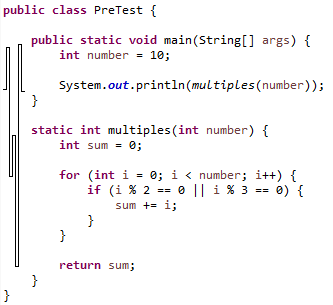 public class PreTest {
public static void main(String[] args) {
int number = 10;
System.out.println(multiples(number));
}
static int multiples(int number) {
int sum = 0;
for (int i = 0; i < number; i++) {
if (i % 2 == 0 || i % 3 == 0) {
sum += i;
}
}
return sum;
}
}